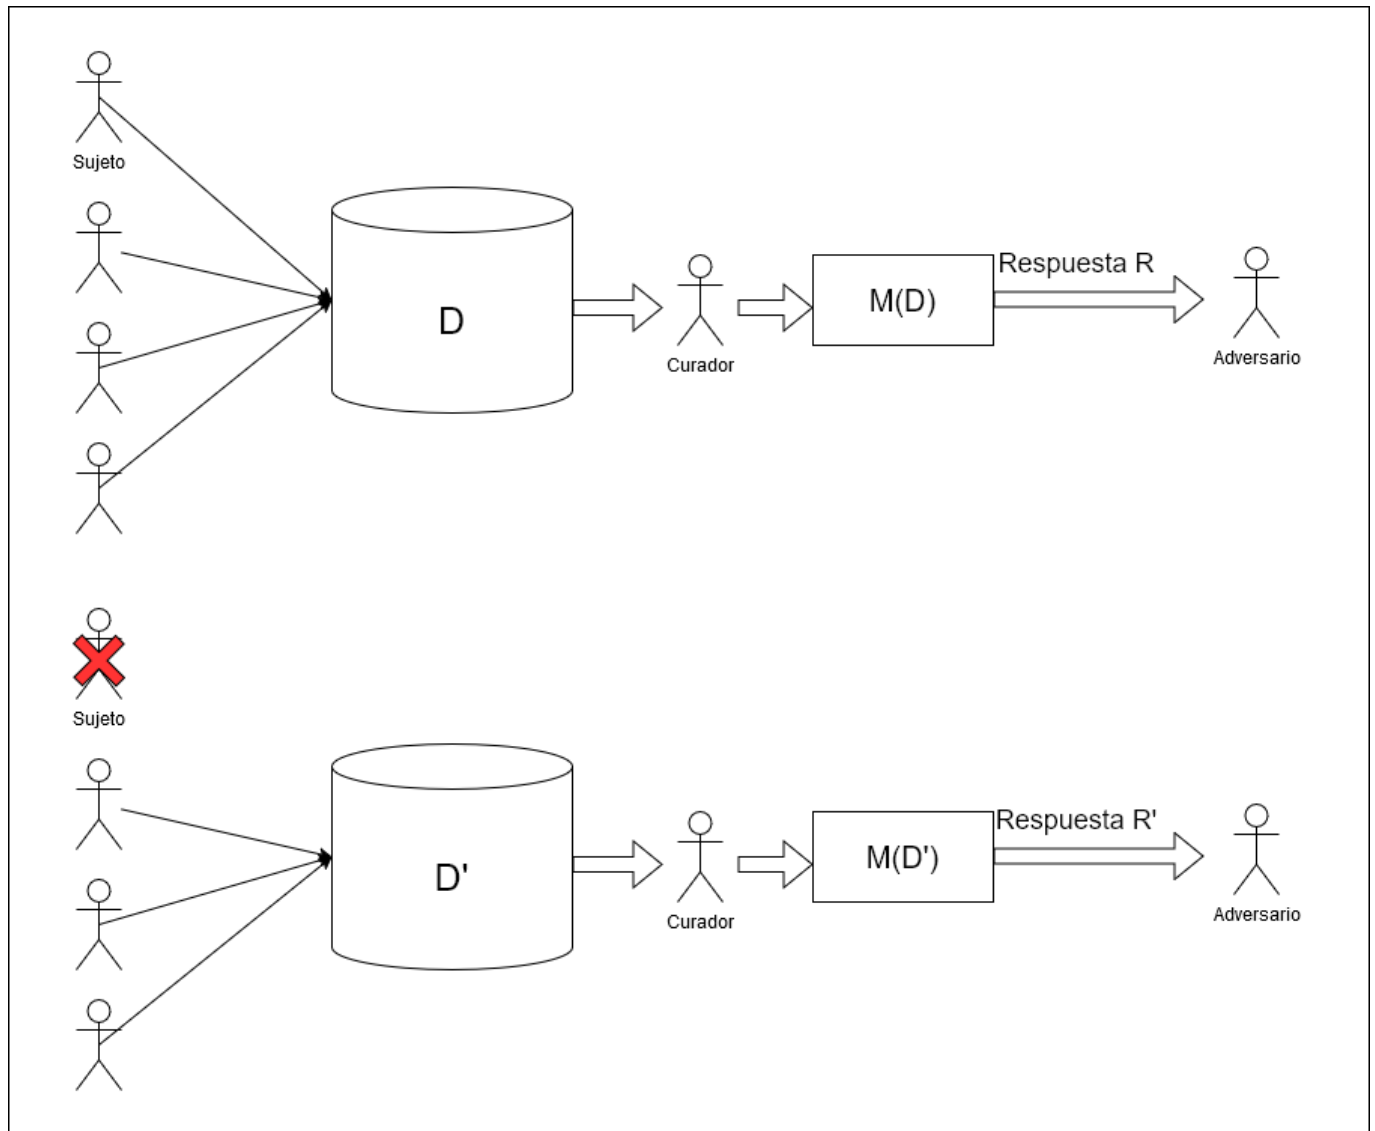 Sujeto
D
Curador
M(D)
Respuesta R
Adversario
Sujeto
D'
Curador
M(D')
Respuesta R'
Adversario